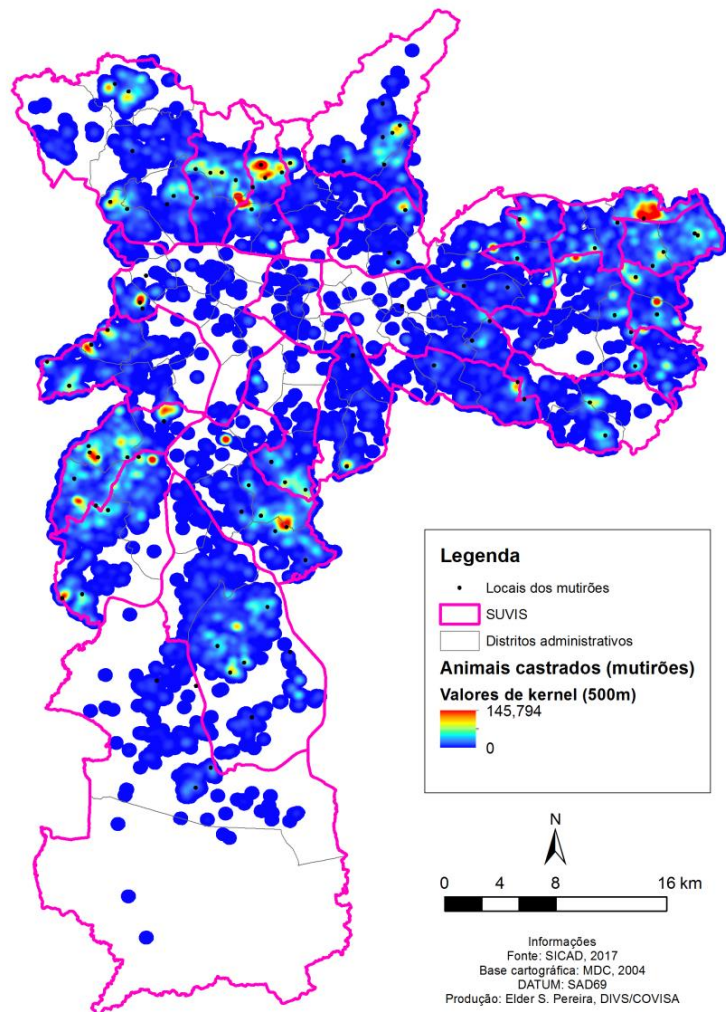 Legenda
Locais dos mutirões
SUVIS
Distritos administrativos
Animais castrados (mutirões)
Valores de kernel (500m)
145,794
0
N
0 4 8 16 km
Informações
Fonte: SICAD, 2017
Base cartográfica: MDC, 2004
DATUM: SAD69
Produção: Elder S. Pereira, DIVS/COVISA